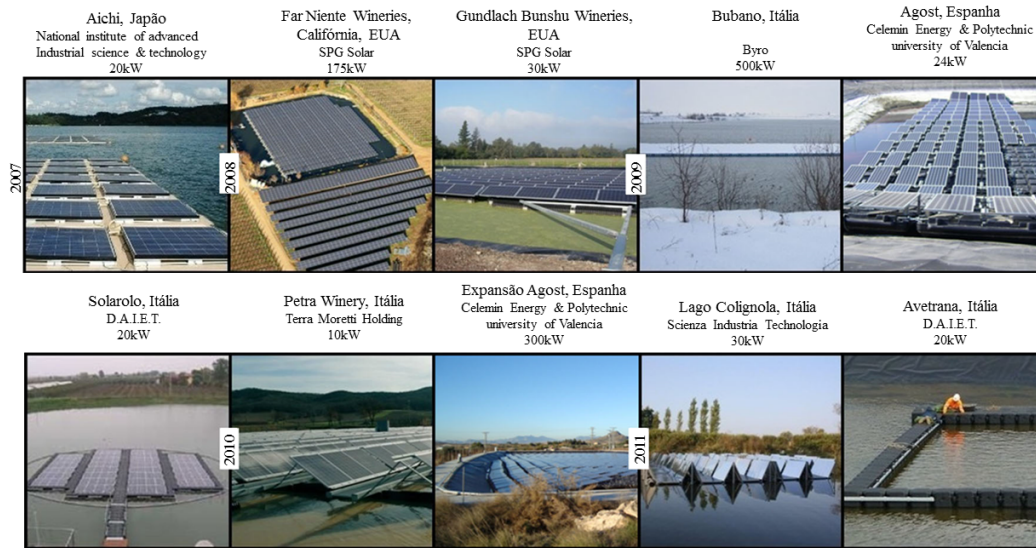 Aichi, Japão
National institute of advanced
Industrial science & technology
20kW
Far Niente Wineries,
Califórnia, EUA
SPG Solar
175kW
Gundlach Bunshu Wineries,
EUA
SPG Solar
30kW
Bubano, Itália
Byro
500kW
Agost, Espanha
Celemin Energy & Polytechnic
university of Valencia
24kW
2007
2008
2009
Solarolo, Itália
D.A.I.E.T.
20kW
Petra Winery, Itália
Terra Moretti Holding
10kW
Expansão Agost, Espanha
Celemin Energy & Polytechnic
university of Valencia
300kW
Lago Colignola, Itália
Scienza Industria Technologia
30kW
Avetrana, Itália
D.A.I.E.T.
20kW
2010
2011